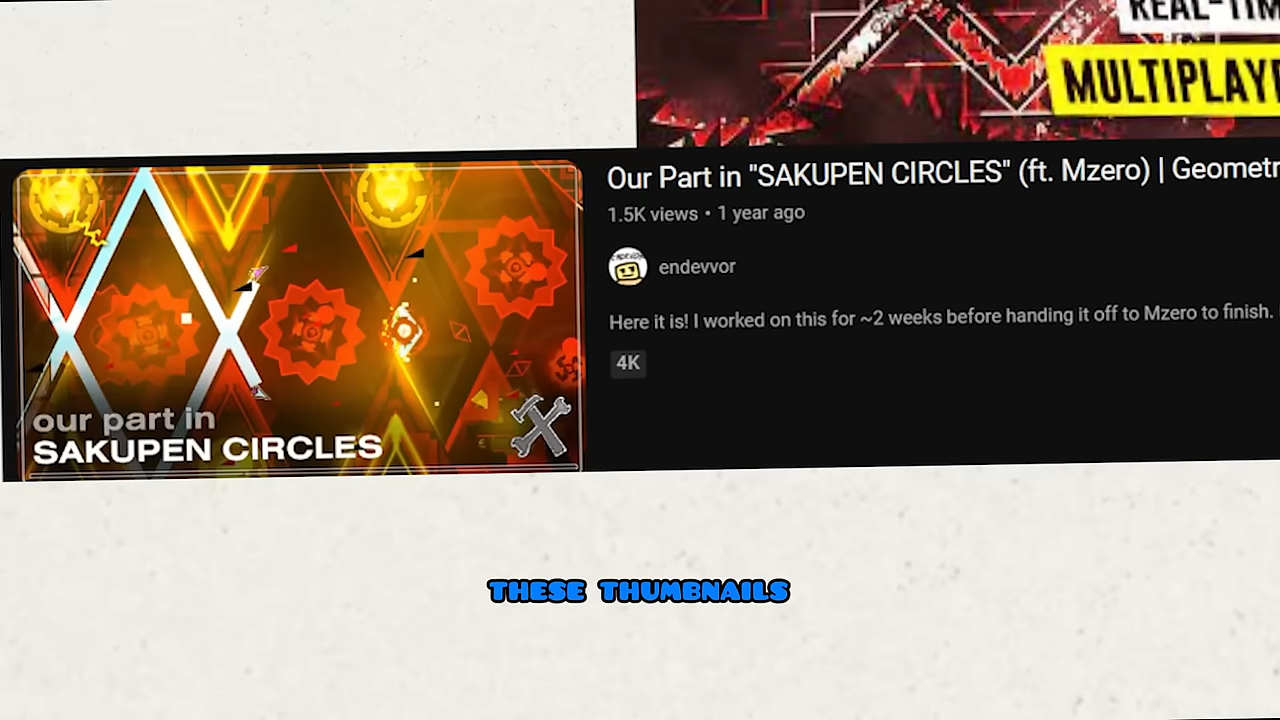 REAL-TIM
MULTIPLAYE
Our Part in "SAKUPEN CIRCLES" (ft. Mzero) | Geometr
1.5K views • 1 year ago
endevvor
Here it is! I worked on this for ~2 weeks before handing it off to Mzero to finish.
4K
our part in
SAKUPEN CIRCLES
THESE THUMBNAILS